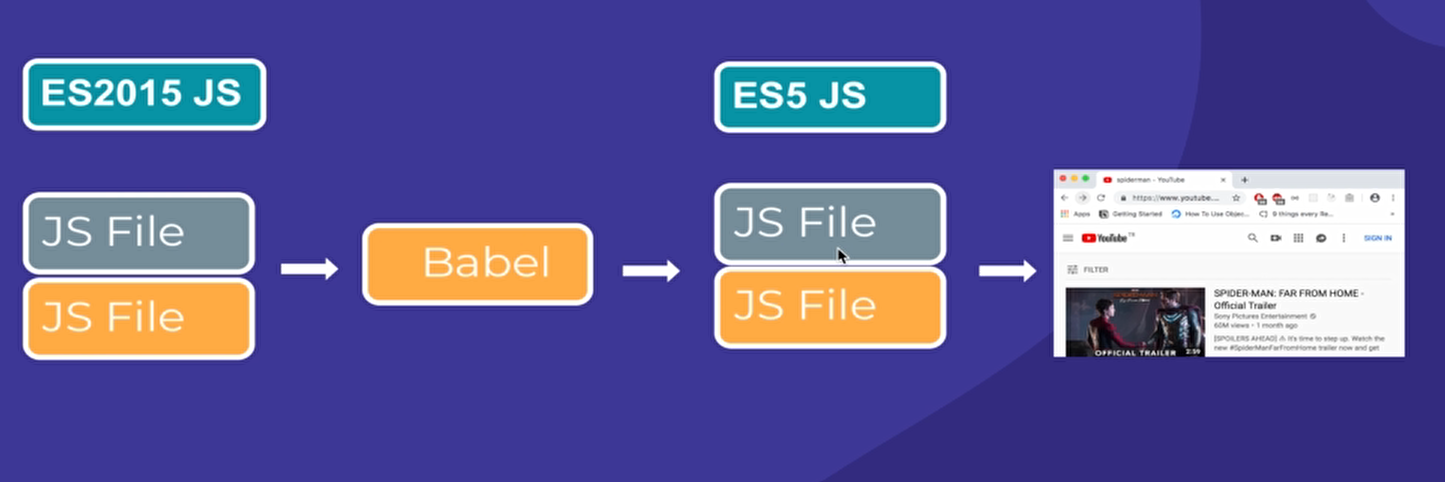 ES2015 JS
ES5 JS
JS File
JS File
Babel
JS File
JS File
spiderman - YouTube
https://www.youtube....
Apps
Getting Started
How To Use Objec...
9 things every Re...
YouTube TR
SIGN IN
FILTER
SPIDER-MAN: FAR FROM HOME -
Official Trailer
Sony Pictures Entertainment
60M views • 1 month ago
[SPOILERS AHEAD] ⚠ It's time to step up. Watch the
new #SpiderManFarFromHome trailer now and get
OFFICIAL TRAILER
2:59